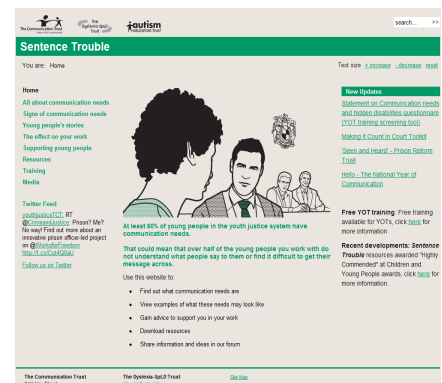 The Communication Trust
The Dyslexia-SpLD Trust
autism education trust
search... >>
Sentence Trouble
You are: Home
Text size + increase - decrease reset
Home
All about communication needs
Signs of communication needs
Young people's stories
The effect on your work
Supporting young people
Resources
Training
Media
Twitter Feed
youthjusticeTCT: RT
@CrimeandJustice: Prison? Me?
No way! Find out more about an
innovative prison officer-led project
on @WorksforFreedom
Follow us on Twitter
At least 60% of young people in the youth justice system have
communication needs.
That could mean that over half of the young people you work with do
not understand what people say to them or find it difficult to get their
message across.
Use this website to:
• Find out what communication needs are
• View examples of what these needs may look like
• Gain advice to support you in your work
• Download resources
• Share information and ideas in our forum
New Updates
Statement on Communication needs
and hidden disabilities questionnaire
(YOT training screening tool)
Making it Count in Court Toolkit
'Seen and Heard' - Prison Reform
Trust
Hello - The National Year of
Communication
Free YOT training: Free training
available for YOTs, click here for
more information
Recent developments: Sentence
Trouble resources awarded "Highly
Commended" at Children and
Young People awards, click here for
more information.
The Communication Trust
The Dyslexia-SpLD Trust
Site Map